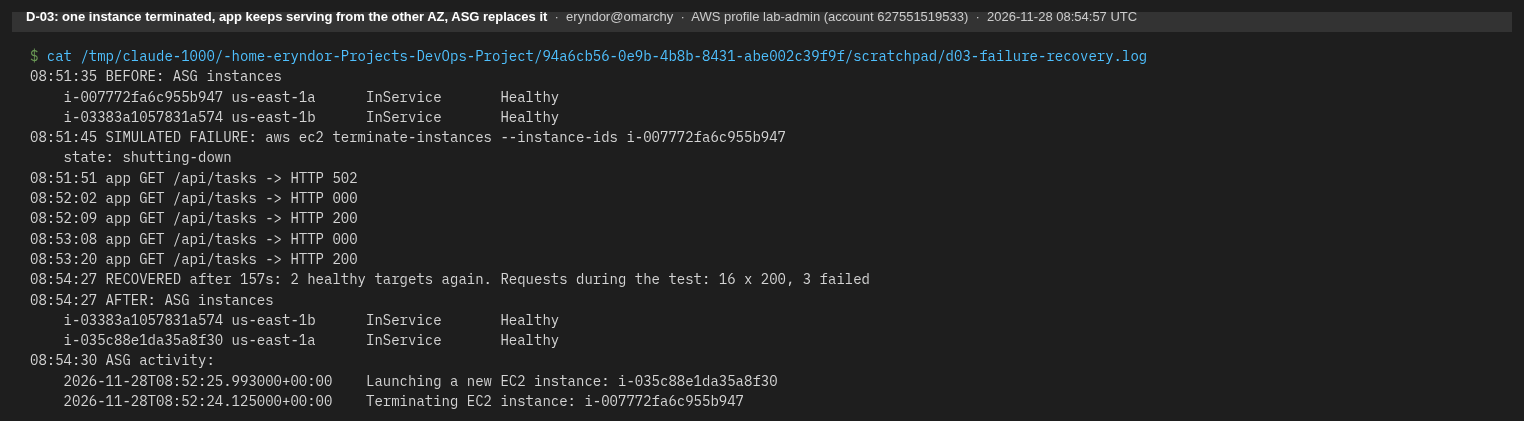 D-03: one instance terminated, app keeps serving from the other AZ, ASG replaces it · eryndor@omarchy · AWS profile lab-admin (account 627551519533) · 2026-11-28 08:54:57 UTC
$ cat /tmp/claude-1000/-home-eryndor-Projects-DevOps-Project/94a6cb56-0e9b-4b8b-8431-abe002c39f9f/scratchpad/d03-failure-recovery.log
08:51:35 BEFORE: ASG instances
    i-007772fa6c955b947 us-east-1a      InService       Healthy
    i-03383a1057831a574 us-east-1b      InService       Healthy
08:51:45 SIMULATED FAILURE: aws ec2 terminate-instances --instance-ids i-007772fa6c955b947
    state: shutting-down
08:51:51 app GET /api/tasks -> HTTP 502
08:52:02 app GET /api/tasks -> HTTP 000
08:52:09 app GET /api/tasks -> HTTP 200
08:53:08 app GET /api/tasks -> HTTP 000
08:53:20 app GET /api/tasks -> HTTP 200
08:54:27 RECOVERED after 157s: 2 healthy targets again. Requests during the test: 16 x 200, 3 failed
08:54:27 AFTER: ASG instances
    i-03383a1057831a574 us-east-1b      InService       Healthy
    i-035c88e1da35a8f30 us-east-1a      InService       Healthy
08:54:30 ASG activity:
    2026-11-28T08:52:25.993000+00:00    Launching a new EC2 instance: i-035c88e1da35a8f30
    2026-11-28T08:52:24.125000+00:00    Terminating EC2 instance: i-007772fa6c955b947